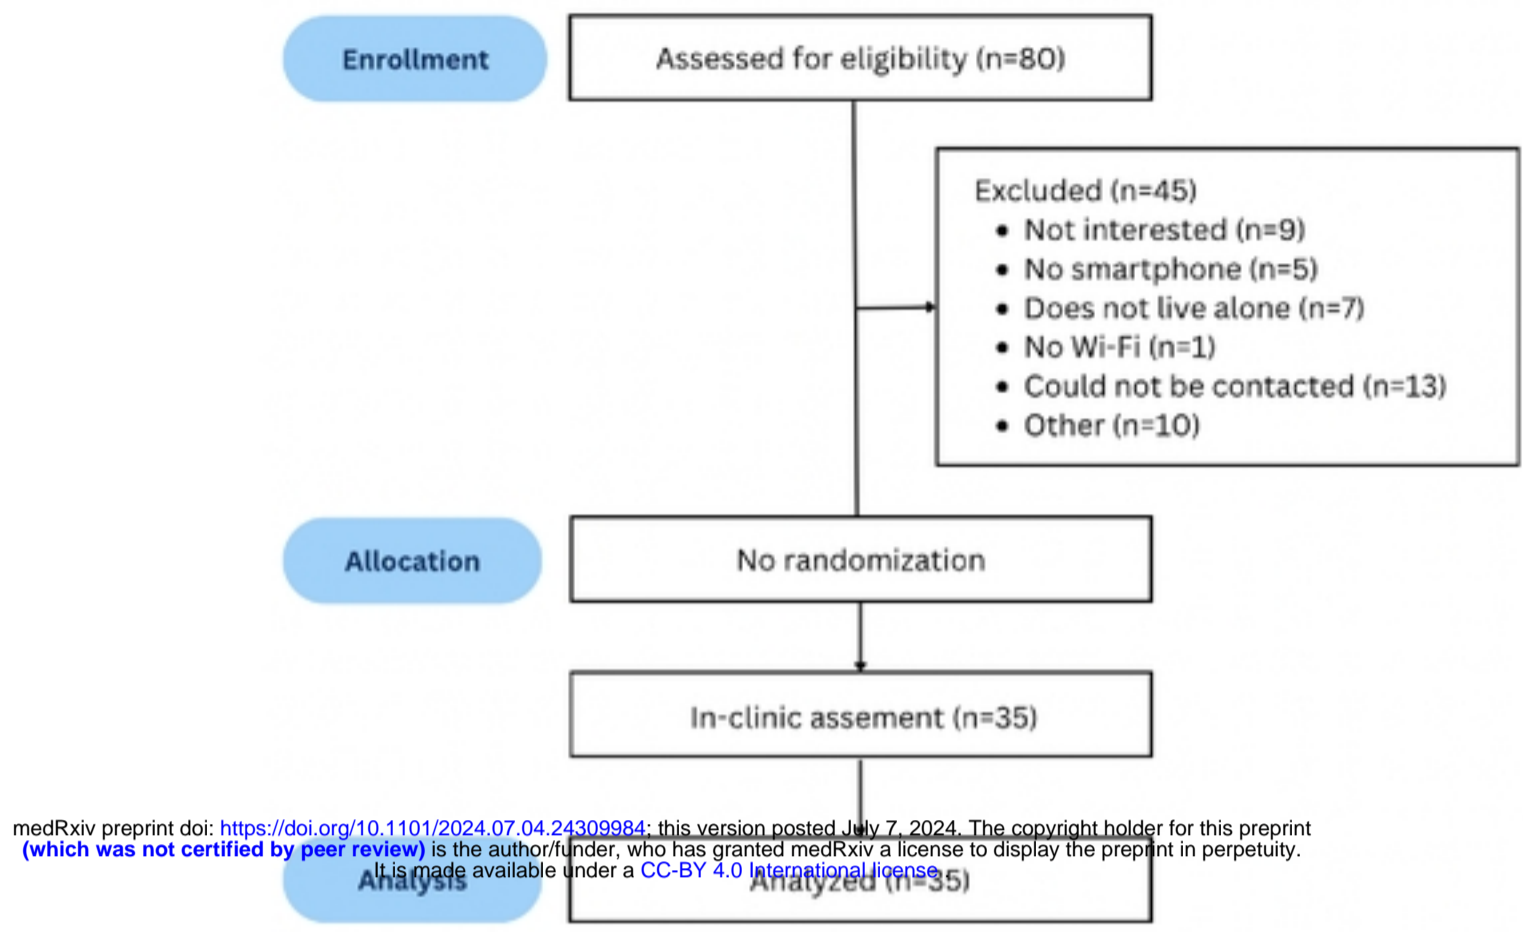 Enrollment
Assessed for eligibility (n=80)
Excluded (n=45)
• Not interested (n=9)
• No smartphone (n=5)
• Does not live alone (n=7)
• No Wi-Fi (n=1)
• Could not be contacted (n=13)
• Other (n=10)
Allocation
No randomization
In-clinic assement (n=35)
medRxiv preprint doi: https://doi.org/10.1101/2024.07.04.24309984; this version posted July 7, 2024. The copyright holder for this preprint
(which was not certified by peer review) is the author/funder, who has granted medRxiv a license to display the preprint in perpetuity.
It is made available under a CC-BY 4.0 International license .
Analysis
Analyzed (n=35)